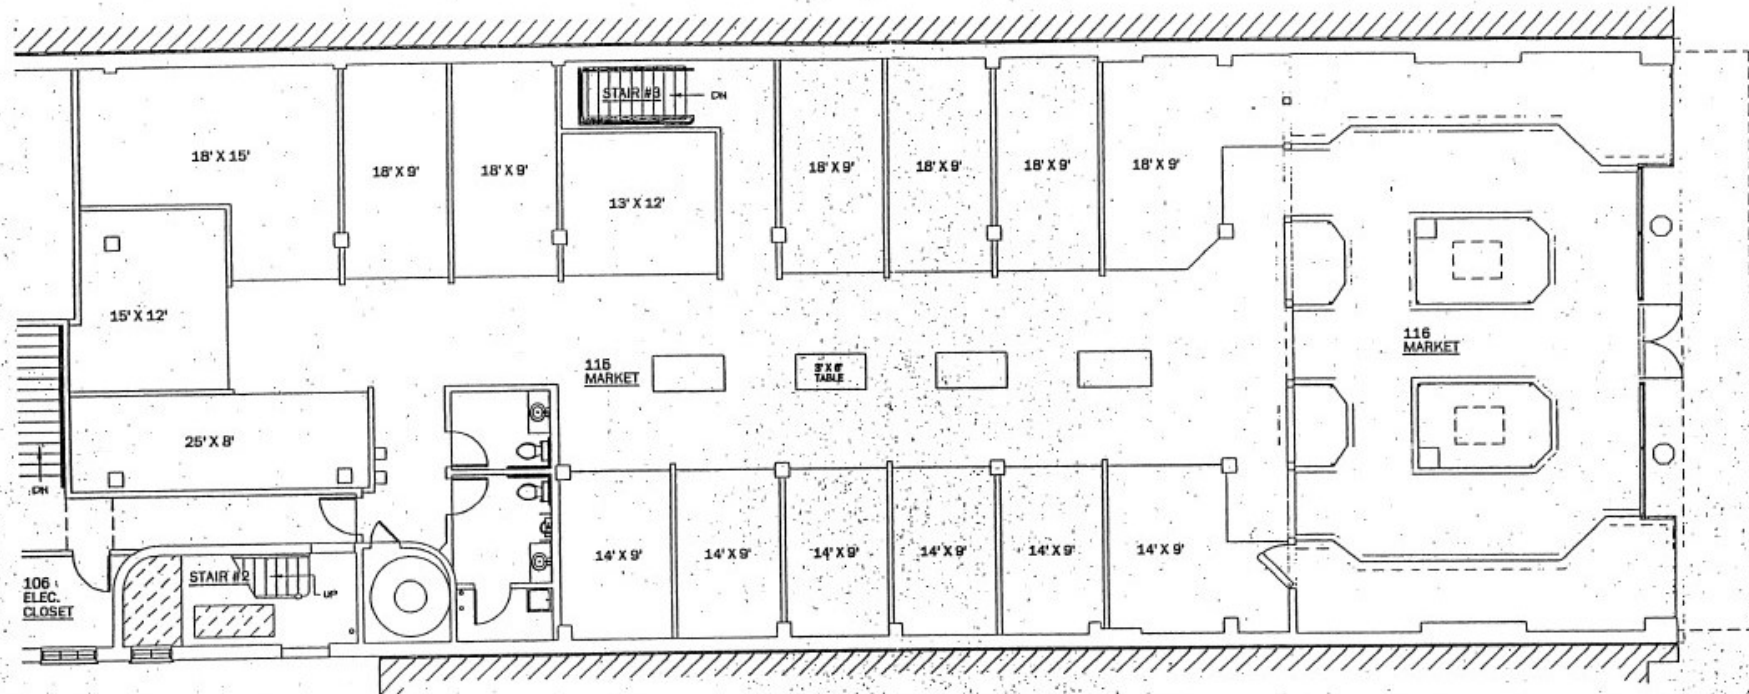 STAIR #3
DN
18' X 15'
18' X 9'
18' X 9'
18' X 9'
18' X 9'
18' X 9'
18' X 9'
13' X 12'
15' X 12'
115
MARKET
3' X 6'
TABLE
116
MARKET
25' X 8'
DN
14' X 9'
14' X 9'
14' X 9'
14' X 9'
14' X 9'
14' X 9'
106
ELEC.
CLOSET
STAIR #2
UP